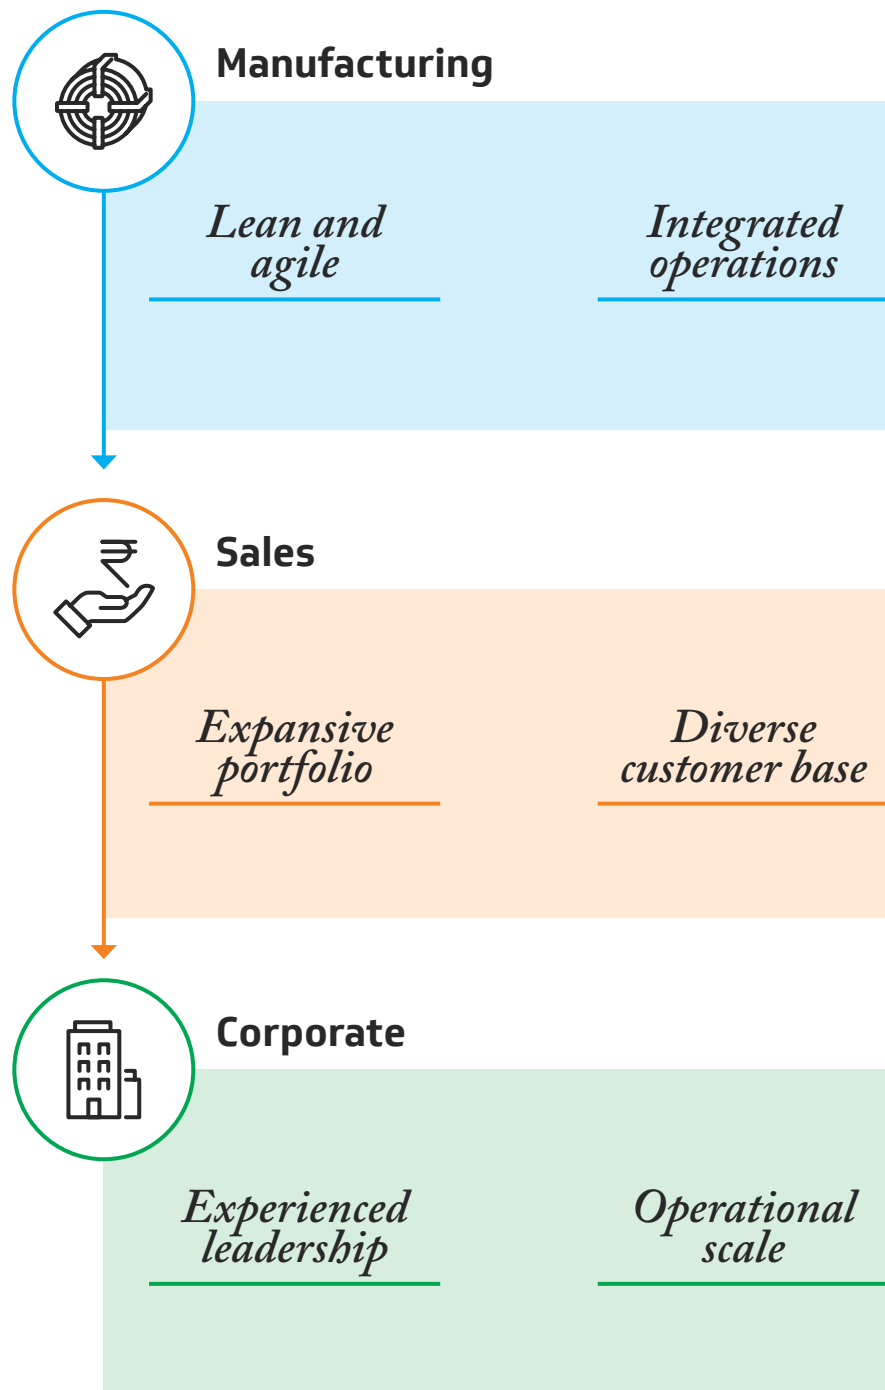 Manufacturing
Lean and
agile
Integrated
operations
Sales
Expansive
portfolio
Diverse
customer base
Corporate
Experienced
leadership
Operational
scale